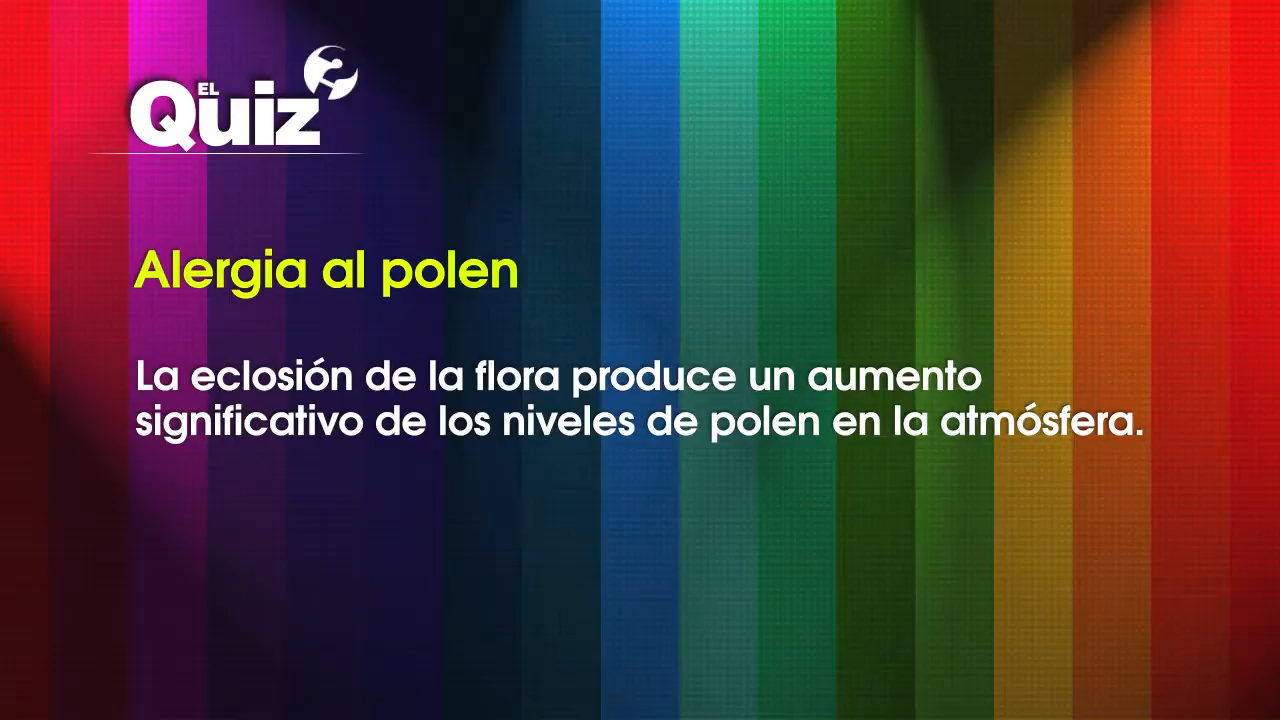 EL
Quiz
Alergia al polen
La eclosión de la flora produce un aumento
significativo de los niveles de polen en la atmósfera.